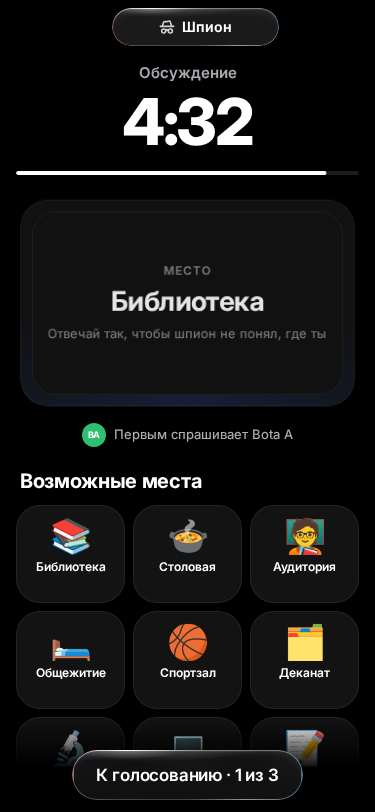 Шпион
Обсуждение
4:32
МЕСТО
Библиотека
Отвечай так, чтобы шпион не понял, где ты
BA
Первым спрашивает Bota A
Возможные места
Библиотека
Столовая
Аудитория
Общежитие
Спортзал
Деканат
К голосованию · 1 из 3